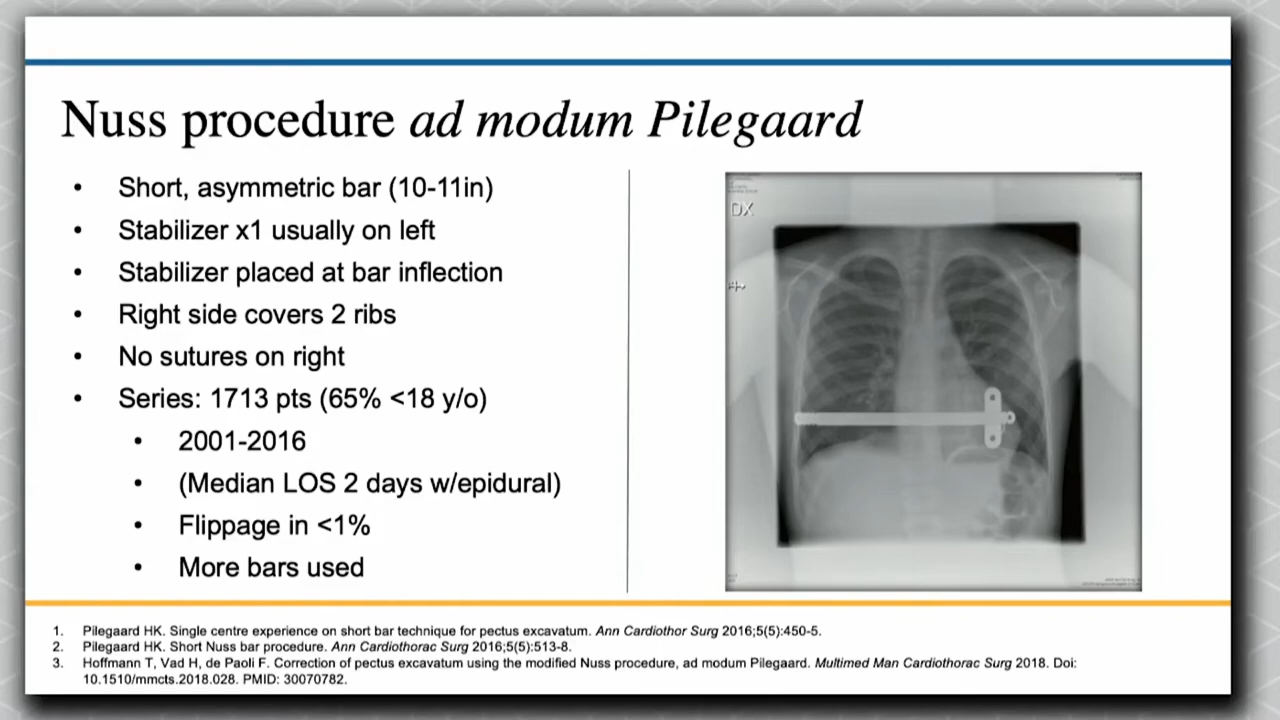 Nuss procedure ad modum Pilegaard
• Short, asymmetric bar (10-11in)
• Stabilizer x1 usually on left
• Stabilizer placed at bar inflection
• Right side covers 2 ribs
• No sutures on right
• Series: 1713 pts (65% <18 y/o)
• 2001-2016
• (Median LOS 2 days w/epidural)
• Flippage in <1%
• More bars used
DX
1. Pilegaard HK. Single centre experience on short bar technique for pectus excavatum. Ann Cardiothor Surg 2016;5(5):450-5.
2. Pilegaard HK. Short Nuss bar procedure. Ann Cardiothorac Surg 2016;5(5):513-8.
3. Hoffmann T, Vad H, de Paoli F. Correction of pectus excavatum using the modified Nuss procedure, ad modum Pilegaard. Multimed Man Cardiothorac Surg 2018. Doi:
10.1510/mmcts.2018.028. PMID: 30070782.